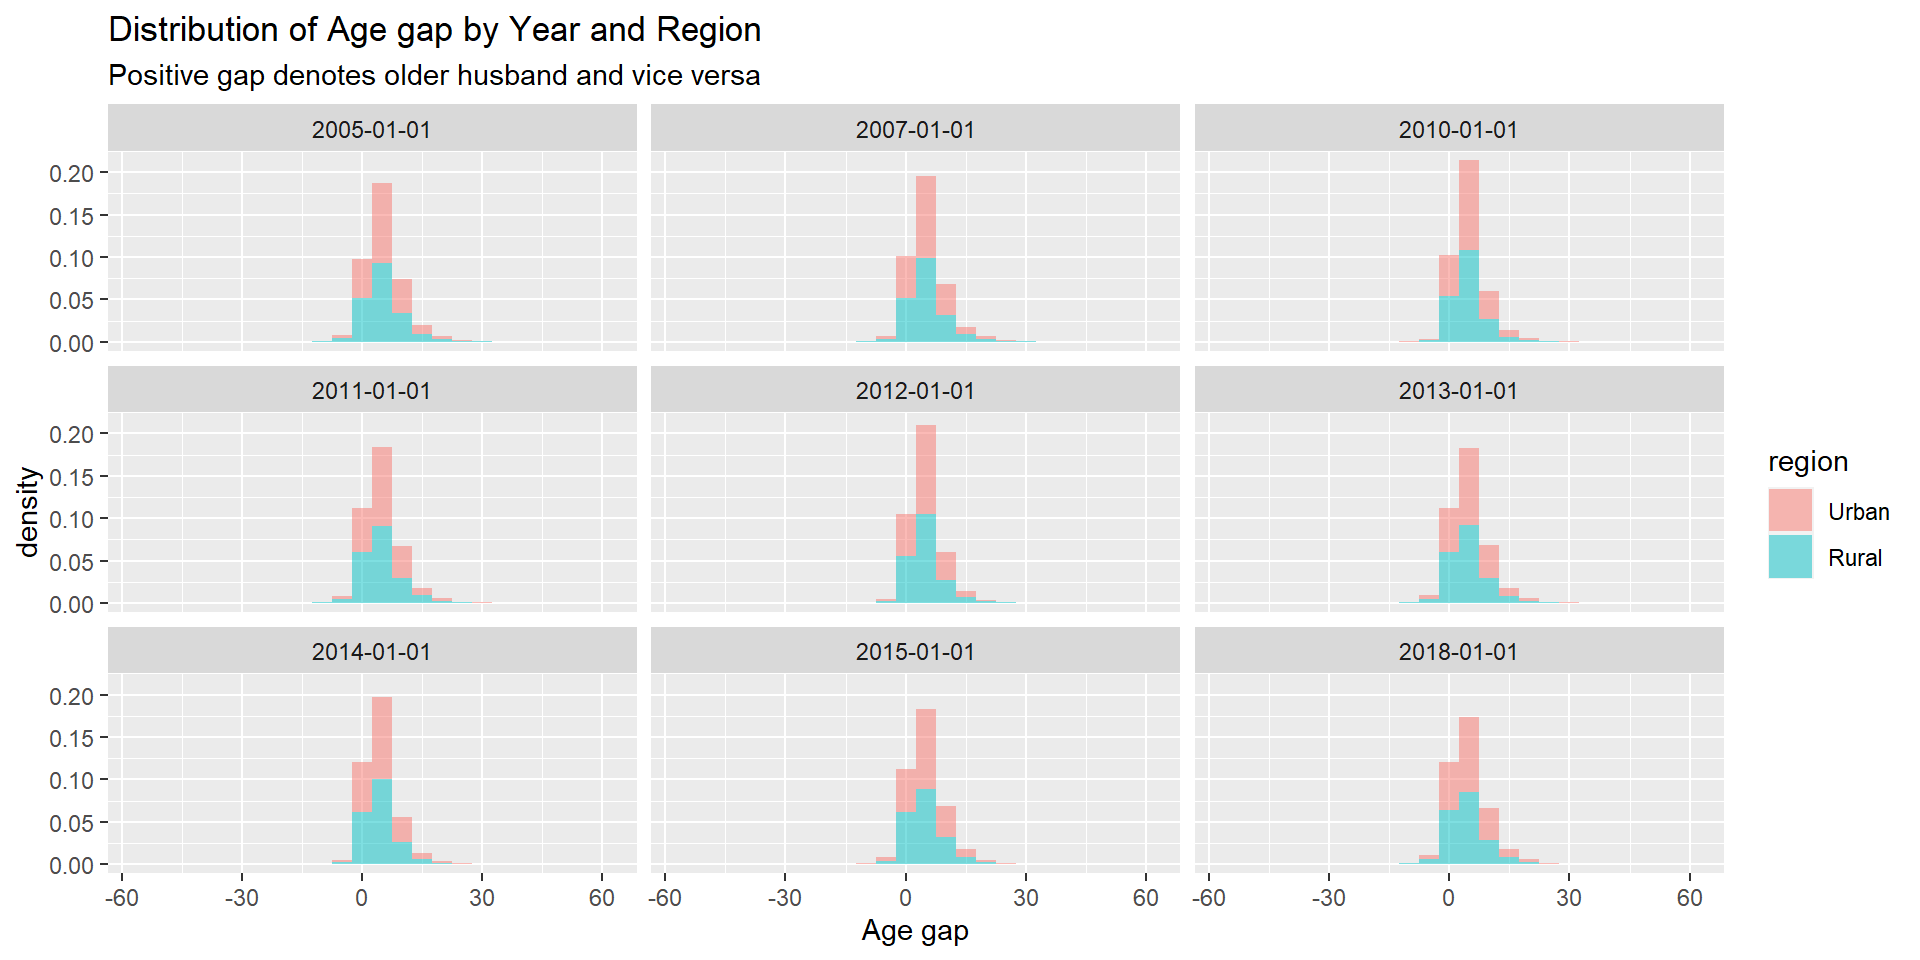 Distribution of Age gap by Year and Region
Positive gap denotes older husband and vice versa
2005-01-01
2007-01-01
2010-01-01
0.20
0.15
0.10
0.05
0.00
2011-01-01
2012-01-01
2013-01-01
0.20
0.15
0.10
0.05
0.00
2014-01-01
2015-01-01
2018-01-01
0.20
0.15
0.10
0.05
0.00
-60 -30 0 30 60
-60 -30 0 30 60
-60 -30 0 30 60
Age gap
density
region
Urban
Rural